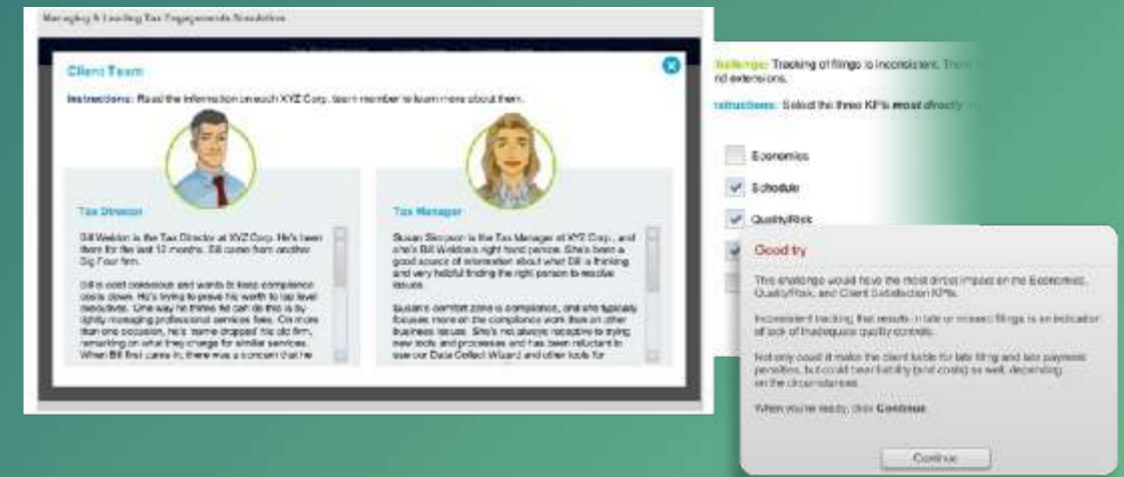 Managing & Leading Tax Engagements Simulation
Client Team
Instructions: Read the information on each XYZ Corp. team member to learn more about them.
Tax Director
Bill Weldon is the Tax Director at XYZ Corp. He's been
there for the last 12 months. Bill came from another
Big Four firm.
Bill is cost conscious and wants to keep compliance
costs down. He's trying to prove his worth to top level
executives. One way he thinks he can do this is by
tightly managing professional services fees. On more
than one occasion, he's 'name dropped' his old firm,
remarking on what they charge for similar services.
When Bill first came in, there was a concern that he
Tax Manager
Susan Simpson is the Tax Manager at XYZ Corp., and
she's Bill Weldon's right hand person. She's been a
good source of information about what Bill is thinking
and very helpful finding the right person to resolve
issues.
Susan's comfort zone is compliance, and she typically
focuses more on the compliance work than on other
business issues. She's not always receptive to trying
new tools and processes and has been reluctant to
use our Data Collect Wizard and other tools for
Challenge: Tracking of filings is inconsistent. There
nd extensions.
nstructions: Select the three KPIs most directly
Economics
Schedule
Quality/Risk
Good try
This challenge would have the most direct impact on the Economics,
Quality/Risk, and Client Satisfaction KPIs.
Inconsistent tracking that results in late or missed filings is an indication
of lack of inadequate quality controls.
Not only could it make the client liable for late filing and late payment
penalties, but could bear liability (and costs) as well, depending
on the circumstances.
When you're ready, click Continue.
Continue